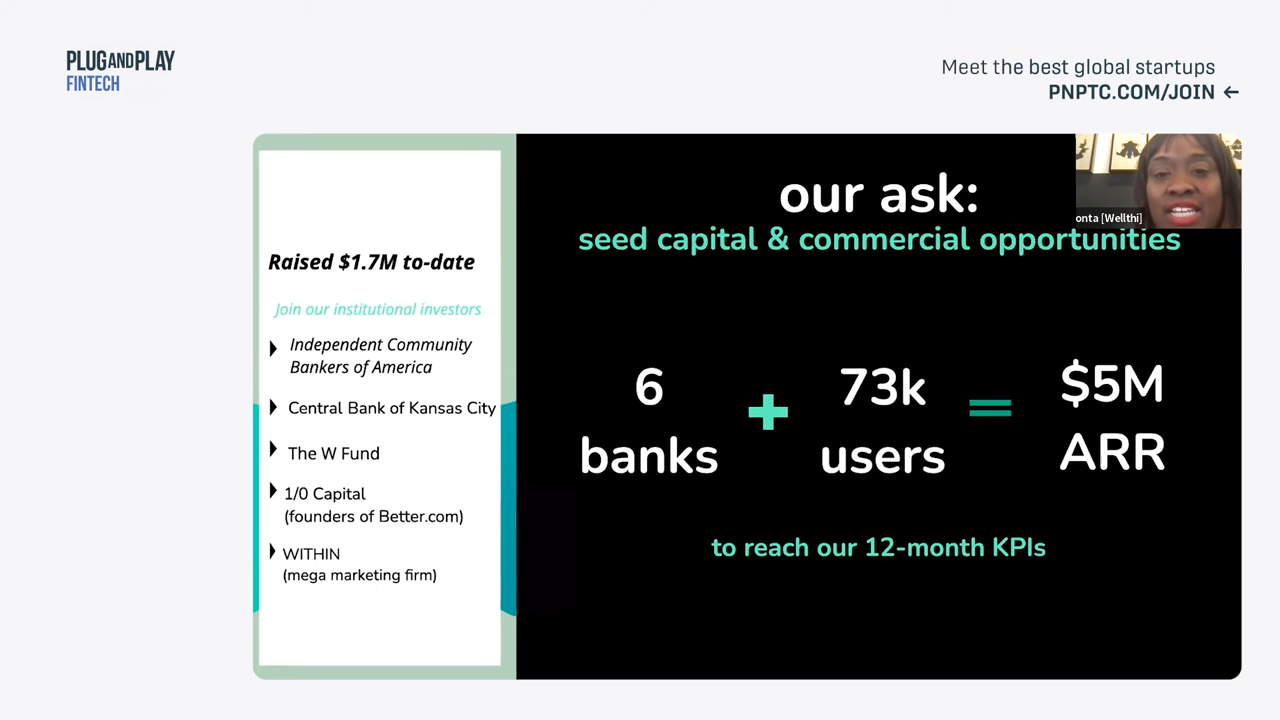 PLUGANDPLAY
FINTECH
Meet the best global startups
PNPTC.COM/JOIN ←
Raised $1.7M to-date
Join our institutional investors
Independent Community
Bankers of America
Central Bank of Kansas City
The W Fund
1/0 Capital
(founders of Better.com)
WITHIN
(mega marketing firm)
our ask:
seed capital & commercial opportunities
6
banks
+
73k
users
=
$5M
ARR
to reach our 12-month KPIs
onta [Wellthi]